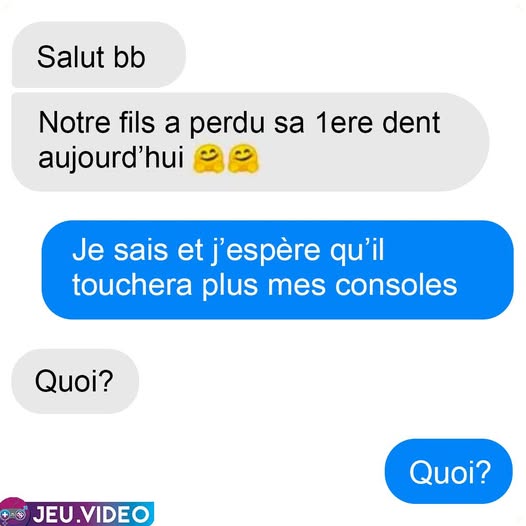 Salut bb
Notre fils a perdu sa 1ere dent
aujourd’hui 🤗🤗
Je sais et j’espère qu’il
touchera plus mes consoles
Quoi?
Quoi?
JEU.VIDEO